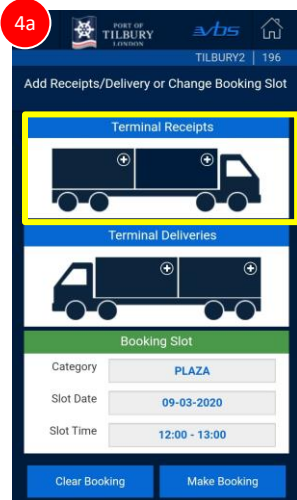 4a
PORT OF
TILBURY
LONDON
vbs
TILBURY2 | 196
Add Receipts/Delivery or Change Booking Slot
Terminal Receipts
Terminal Deliveries
Booking Slot
Category PLAZA
Slot Date 09-03-2020
Slot Time 12:00 - 13:00
Clear Booking Make Booking